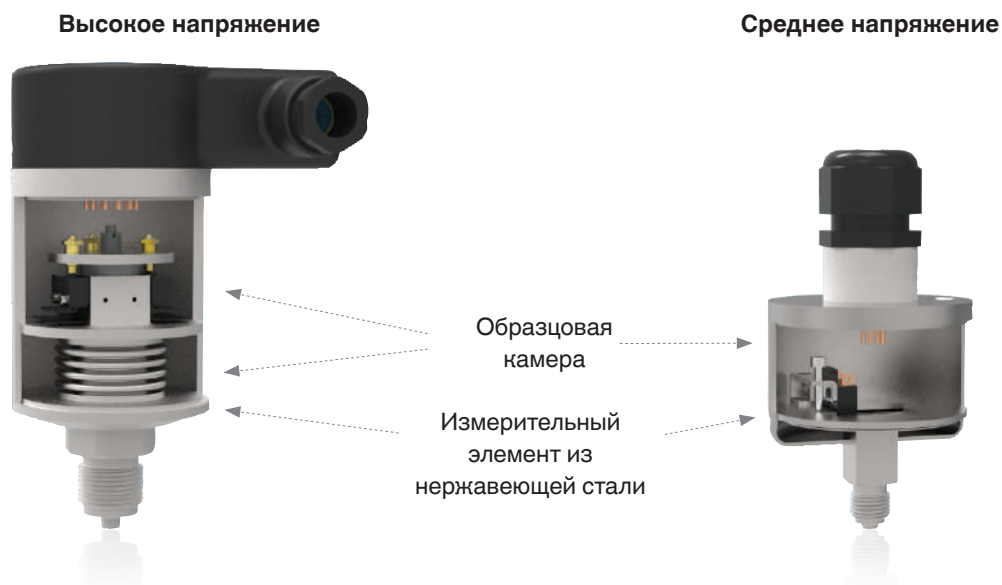 Высокое напряжение
Среднее напряжение
Образцовая
камера
Измерительный
элемент из
нержавеющей стали